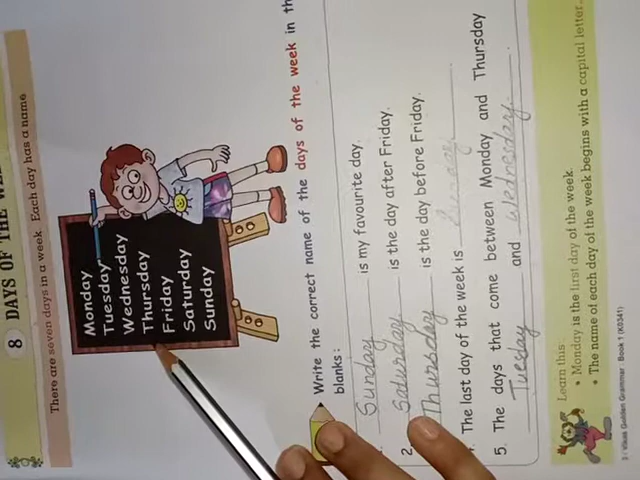 8 DAYS OF THE
There are seven days in a week. Each day has a name
Monday
Tuesday
Wednesday
Thursday
Friday
Saturday
Sunday
Write the correct name of the days of the week in
blanks :
Sunday is my favourite day.
2. Saturday is the day after Friday.
Thursday is the day before Friday.
The last day of the week is Sunday.
5. The days that come between Monday and Thursday
Tuesday and Wednesday.
Learn this
• Monday is the first day of the week.
• The name of each day of the week begins with a capital letter.
2 / Vikas Golden Grammar Book 1 (K0341)